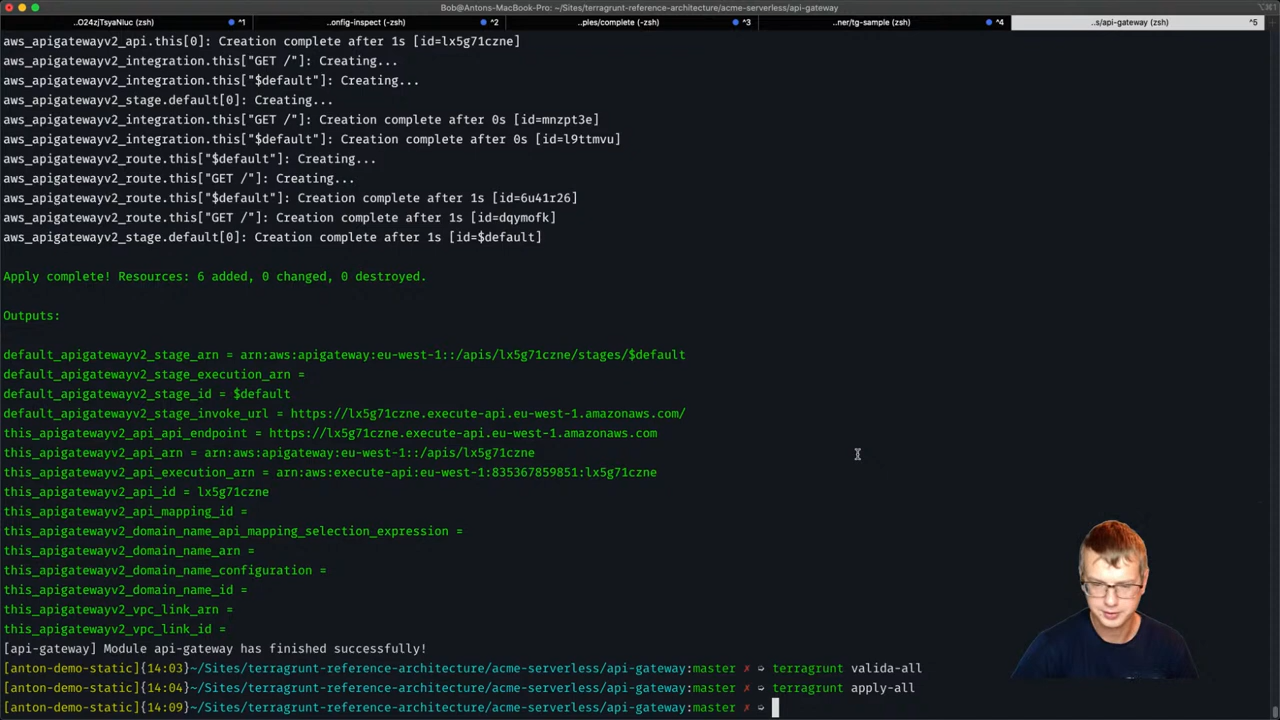 Bob@Antons-MacBook-Pro: ~/Sites/terragrunt-reference-architecture/acme-serverless/api-gateway
⌥⌘1
..O24zjTsyaNIuc (zsh) ⌃1 ...onfig-inspect (-zsh) ⌃2 ...ples/complete (-zsh) ⌃3 ..ner/tg-sample (zsh) ⌃4 ..s/api-gateway (zsh) ⌃5
aws_apigatewayv2_api.this[0]: Creation complete after 1s [id=lx5g71czne]
aws_apigatewayv2_integration.this["GET /"]: Creating...
aws_apigatewayv2_integration.this["$default"]: Creating...
aws_apigatewayv2_stage.default[0]: Creating...
aws_apigatewayv2_integration.this["GET /"]: Creation complete after 0s [id=mnzpt3e]
aws_apigatewayv2_integration.this["$default"]: Creation complete after 0s [id=l9ttmvu]
aws_apigatewayv2_route.this["$default"]: Creating...
aws_apigatewayv2_route.this["GET /"]: Creating...
aws_apigatewayv2_route.this["$default"]: Creation complete after 1s [id=6u41r26]
aws_apigatewayv2_route.this["GET /"]: Creation complete after 1s [id=dqymofk]
aws_apigatewayv2_stage.default[0]: Creation complete after 1s [id=$default]
Apply complete! Resources: 6 added, 0 changed, 0 destroyed.
Outputs:
default_apigatewayv2_stage_arn = arn:aws:apigateway:eu-west-1::/apis/lx5g71czne/stages/$default
default_apigatewayv2_stage_execution_arn =
default_apigatewayv2_stage_id = $default
default_apigatewayv2_stage_invoke_url = https://lx5g71czne.execute-api.eu-west-1.amazonaws.com/
this_apigatewayv2_api_api_endpoint = https://lx5g71czne.execute-api.eu-west-1.amazonaws.com
this_apigatewayv2_api_arn = arn:aws:apigateway:eu-west-1::/apis/lx5g71czne
this_apigatewayv2_api_execution_arn = arn:aws:execute-api:eu-west-1:835367859851:lx5g71czne
this_apigatewayv2_api_id = lx5g71czne
this_apigatewayv2_api_mapping_id =
this_apigatewayv2_domain_name_api_mapping_selection_expression =
this_apigatewayv2_domain_name_arn =
this_apigatewayv2_domain_name_configuration =
this_apigatewayv2_domain_name_id =
this_apigatewayv2_vpc_link_arn =
this_apigatewayv2_vpc_link_id =
[api-gateway] Module api-gateway has finished successfully!
[anton-demo-static]{14:03}~/Sites/terragrunt-reference-architecture/acme-serverless/api-gateway:master ✗ ➭ terragrunt valida-all
[anton-demo-static]{14:04}~/Sites/terragrunt-reference-architecture/acme-serverless/api-gateway:master ✗ ➭ terragrunt apply-all
[anton-demo-static]{14:09}~/Sites/terragrunt-reference-architecture/acme-serverless/api-gateway:master ✗ ➭